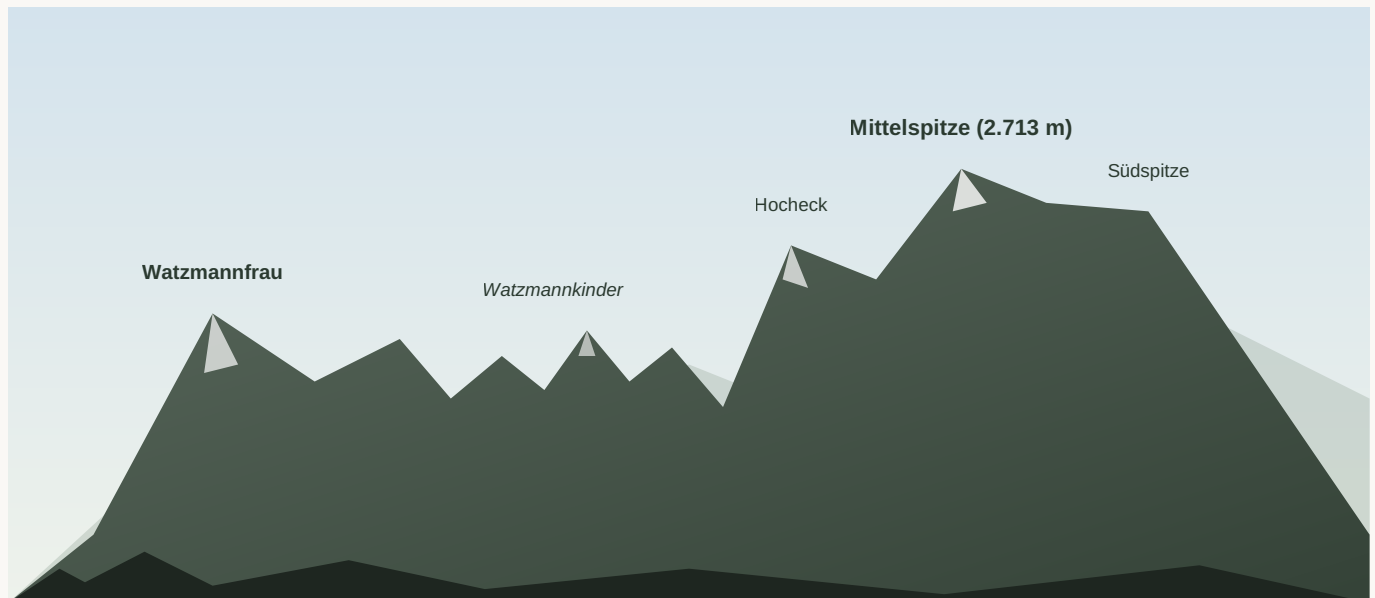 Mittelspitze (2.713 m)
Südspitze
Hocheck
Watzmannfrau
Watzmannkinder